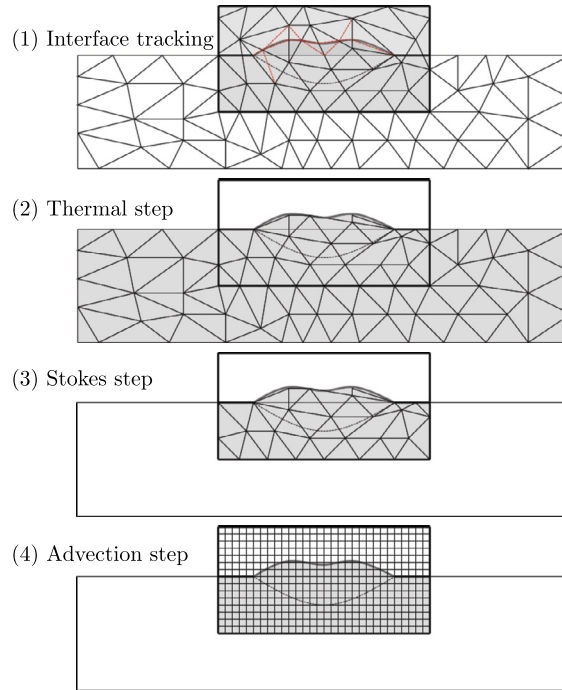 (1) Interface tracking
(2) Thermal step
(3) Stokes step
(4) Advection step